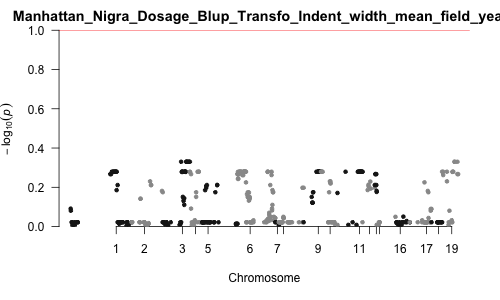 Manhattan_Nigra_Dosage_Blup_Transfo_Indent_width_mean_field_yea
1.0
0.8
0.6
0.4
0.2
0.0
− log10(p)
1 2 3 5 6 7 9 11 16 17 19
Chromosome